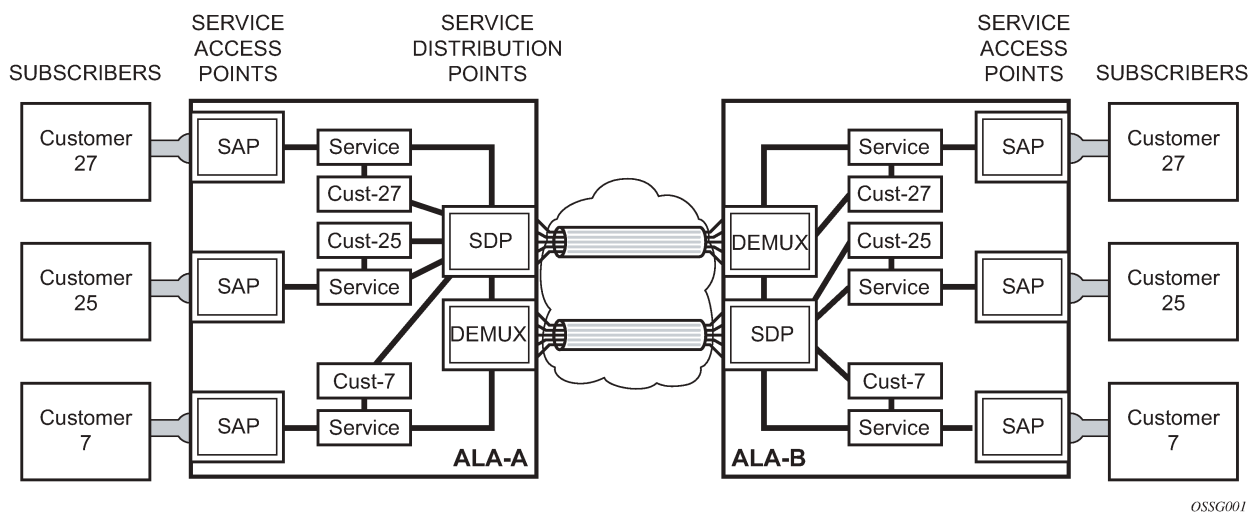 SERVICE
ACCESS
POINTS
SERVICE
DISTRIBUTION
POINTS
SERVICE
ACCESS
POINTS
SUBSCRIBERS
SUBSCRIBERS
Customer
27
SAP
Service
Cust-27
Cust-25
Service
SDP
DEMUX
Customer
25
SAP
Cust-7
Service
Customer
7
SAP
ALA-A
DEMUX
SDP
Service
Cust-27
Cust-25
Service
Cust-7
Service
SAP
SAP
SAP
ALA-B
Customer
27
Customer
25
Customer
7
OSSG001